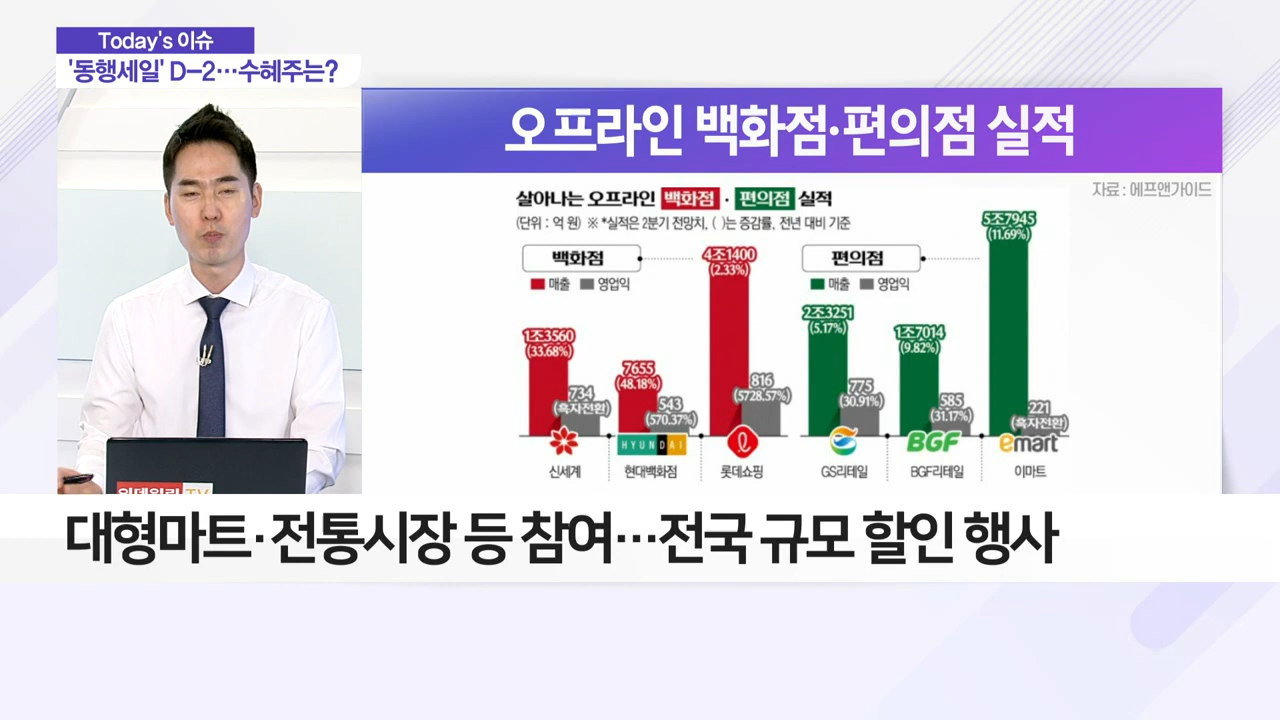 Today's 이슈
'동행세일' D-2…수혜주는?
오프라인 백화점·편의점 실적
자료 : 에프앤가이드
살아나는 오프라인 백화점 · 편의점 실적
(단위 : 억 원) ※ *실적은 2분기 전망치, ( )는 증감률, 전년 대비 기준
백화점
매출 영업익
1조3560
(33.68%)
734
(흑자전환)
7655
(48.18%)
543
(570.37%)
4조1400
(2.33%)
816
(5728.57%)
신세계
HYUNDAI
현대백화점
롯데쇼핑
편의점
매출 영업익
2조3251
(5.17%)
775
(30.91%)
1조7014
(9.82%)
585
(31.17%)
5조7945
(11.69%)
221
(흑자전환)
GS리테일
BGF
BGF리테일
emart
이마트
이데일리 TV
대형마트·전통시장 등 참여…전국 규모 할인 행사